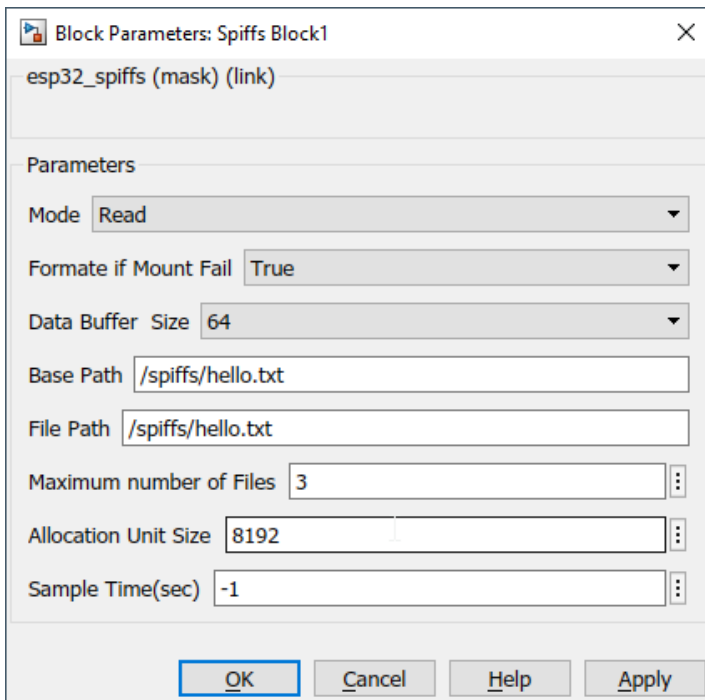 Block Parameters: Spiffs Block1
esp32_spiffs (mask) (link)
Parameters
Mode Read
Formate if Mount Fail True
Data Buffer Size 64
Base Path /spiffs/hello.txt
File Path /spiffs/hello.txt
Maximum number of Files 3
Allocation Unit Size 8192
Sample Time(sec) -1
OK Cancel Help Apply